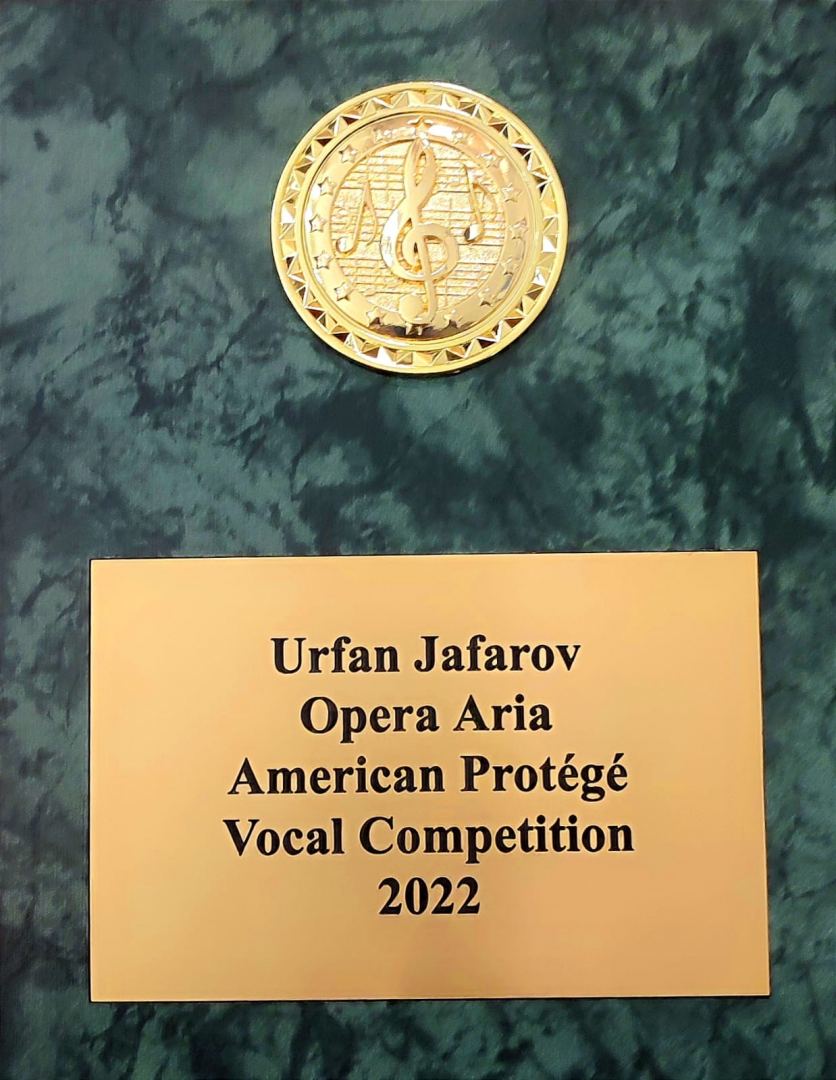 Urfan Jafarov
Opera Aria
American Protégé
Vocal Competition
2022